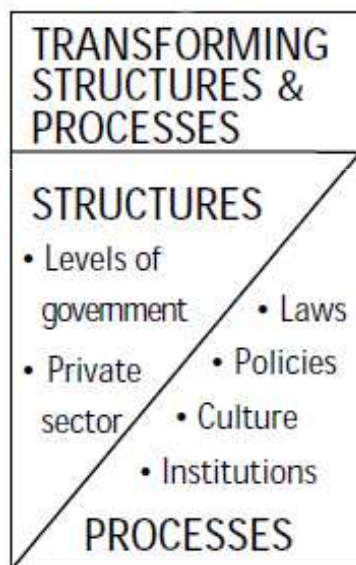 TRANSFORMING
STRUCTURES &
PROCESSES
STRUCTURES
• Levels of
government
• Private
sector
• Laws
• Policies
• Culture
• Institutions
PROCESSES